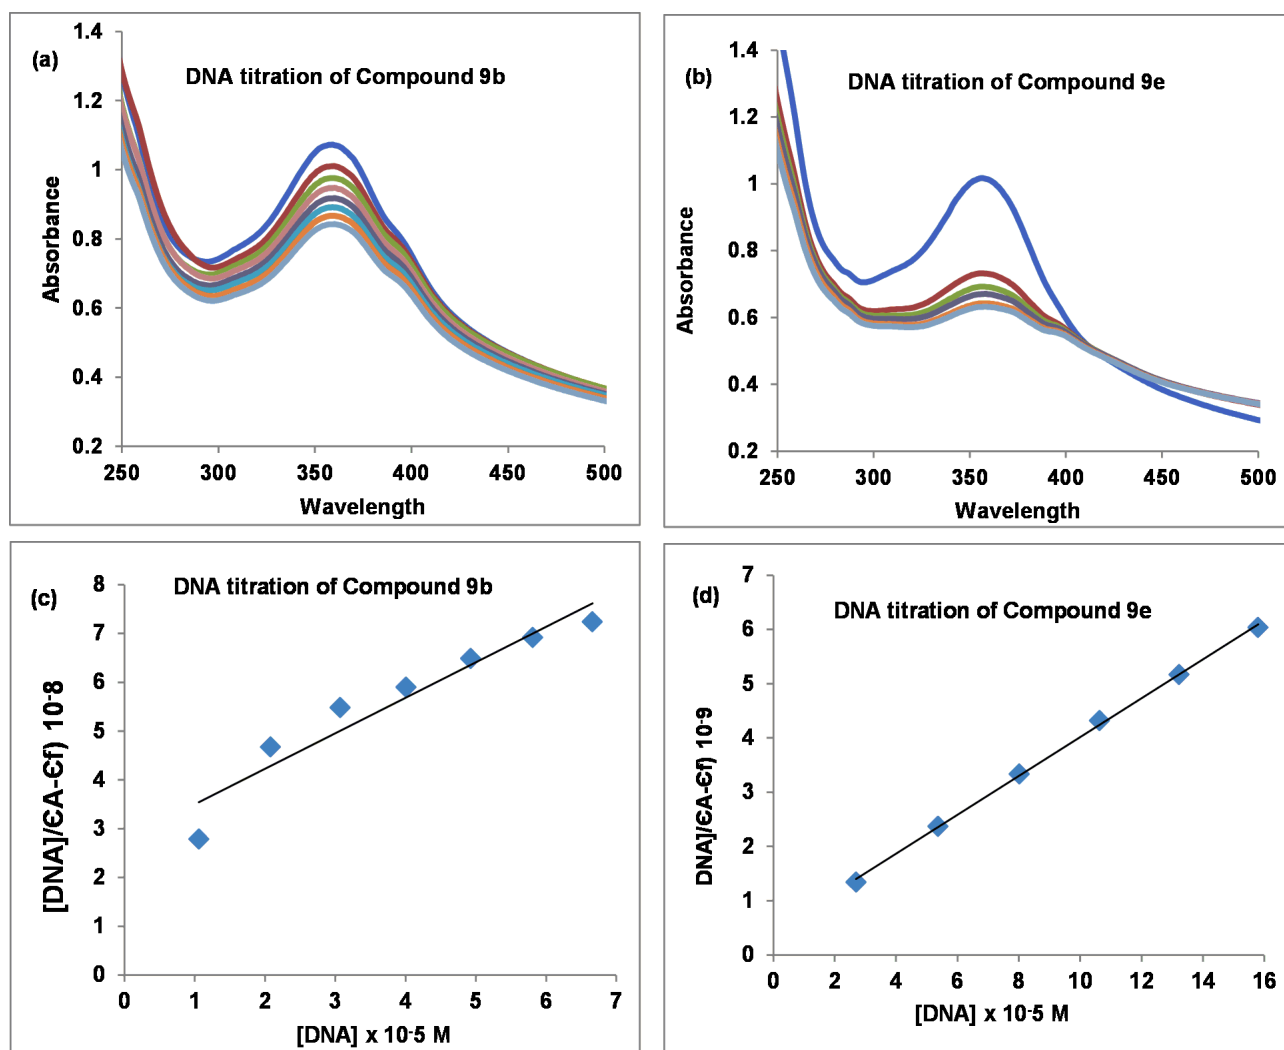 (a)
DNA titration of Compound 9b
1.4
1.2
1
0.8
0.6
0.4
0.2
Absorbance
250 300 350 400 450 500
Wavelength
(b)
DNA titration of Compound 9e
1.4
1.2
1
0.8
0.6
0.4
0.2
Absorbance
250 300 350 400 450 500
Wavelength
(c)
DNA titration of Compound 9b
8
7
6
5
4
3
2
1
0
[DNA]/ЄA-Єf) 10-8
0 1 2 3 4 5 6 7
[DNA] x 10-5 M
(d)
DNA titration of Compound 9e
7
6
5
4
3
2
1
0
DNA]/ЄA-Єf) 10-9
0 2 4 6 8 10 12 14 16
[DNA] x 10-5 M